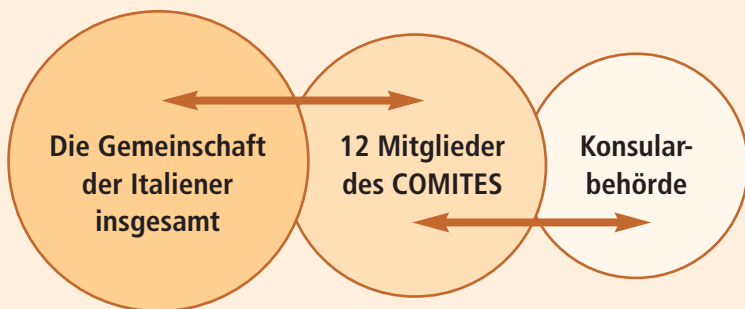 Die Gemeinschaft
der Italiener
insgesamt
12 Mitglieder
des COMITES
Konsular-
behörde